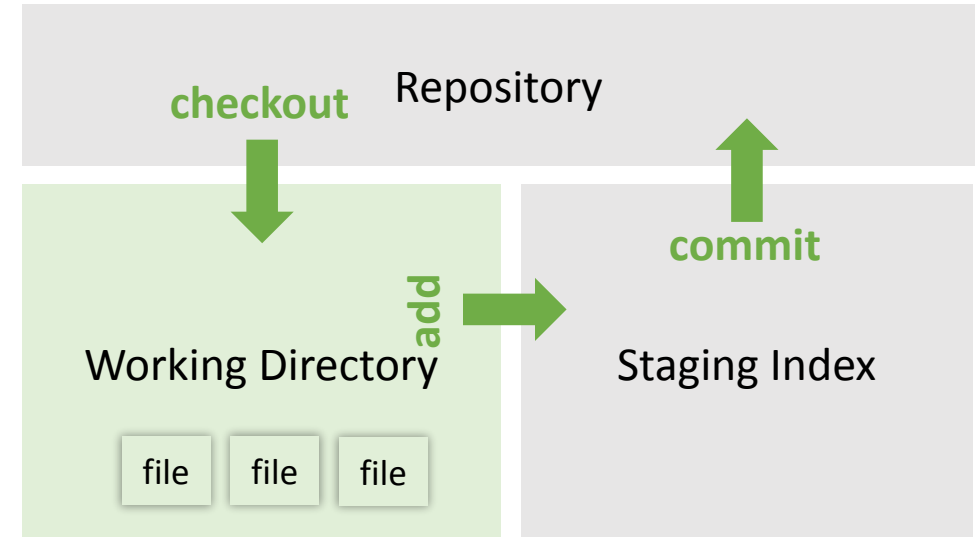 Repository
checkout
commit
add
Working Directory
Staging Index
file
file
file